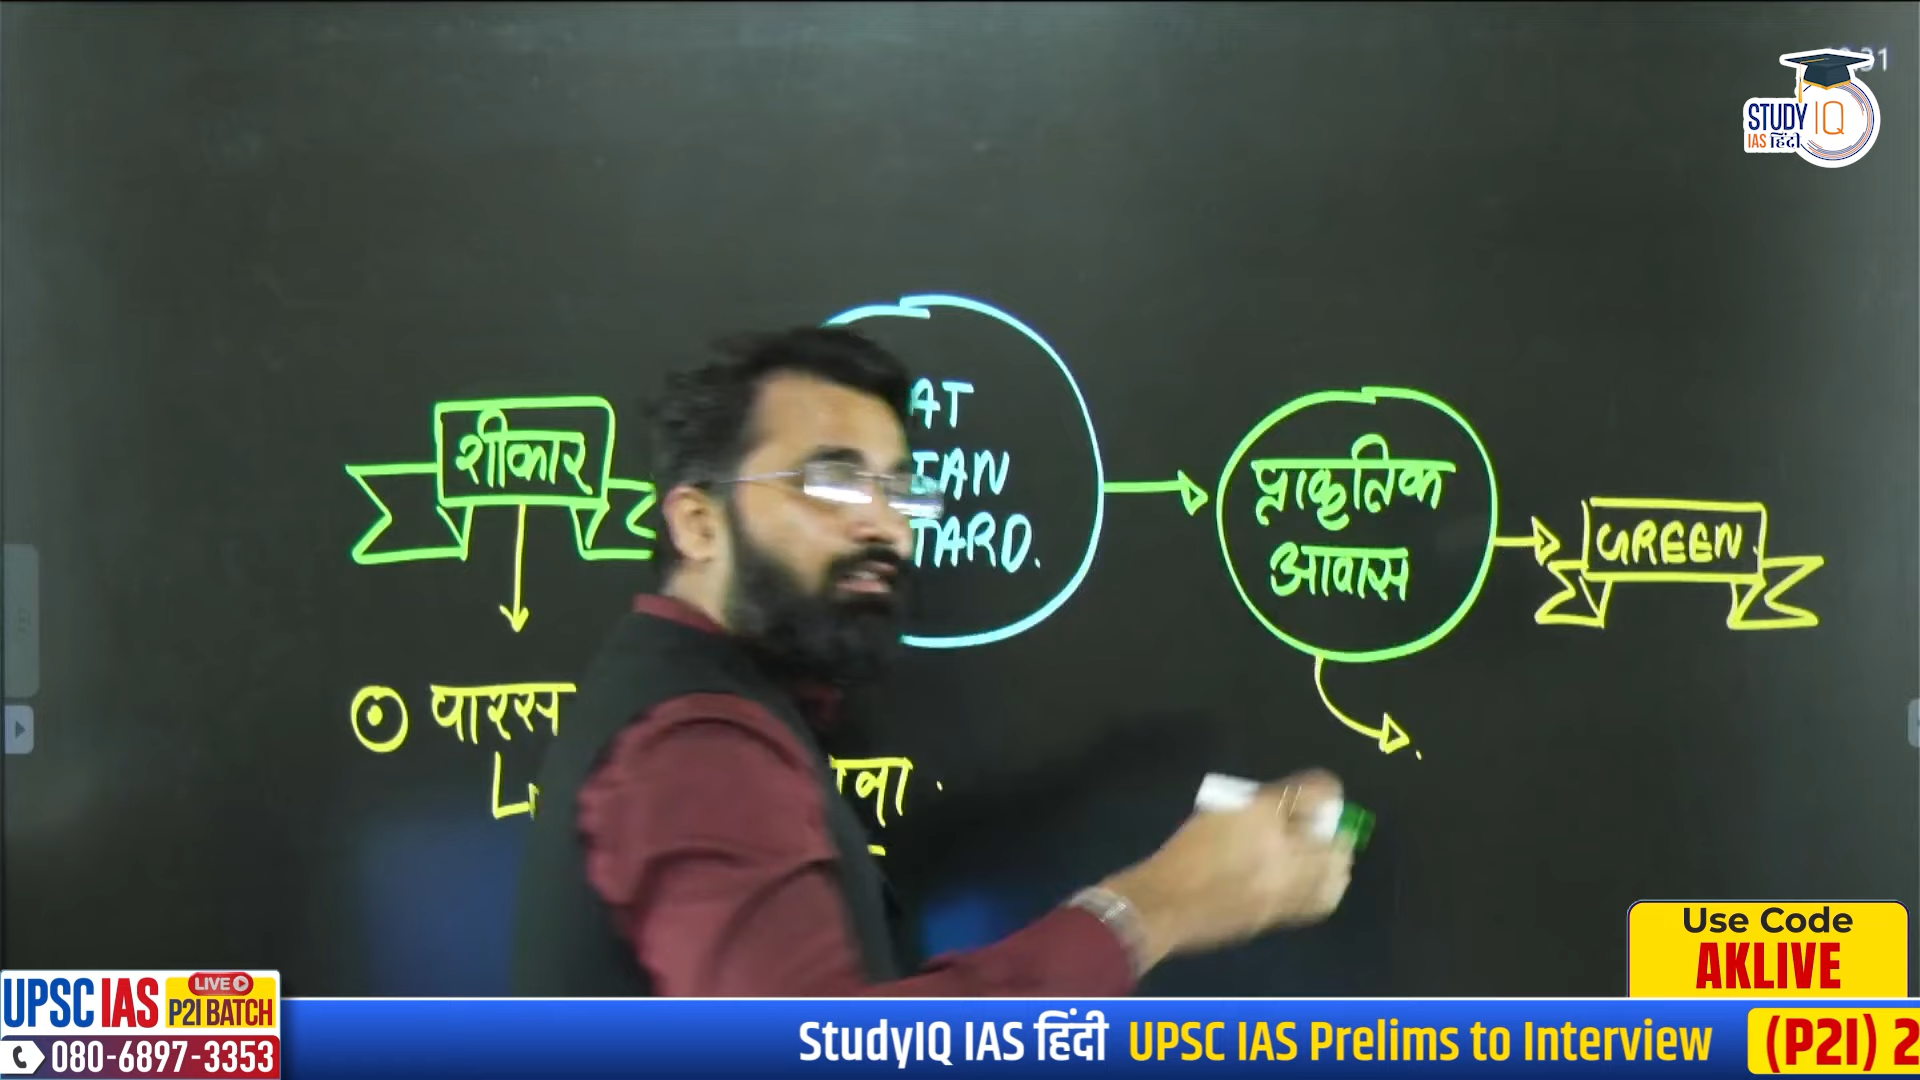 STUDY IQ
IAS हिंदी
शीकार
AT
IAN
TARD.
प्राकृतिक
आवास
GREEN.
पारस
Use Code
AKLIVE
UPSC IAS LIVE
P2I BATCH
080-6897-3353
StudyIQ IAS हिंदी UPSC IAS Prelims to Interview (P2I) 2